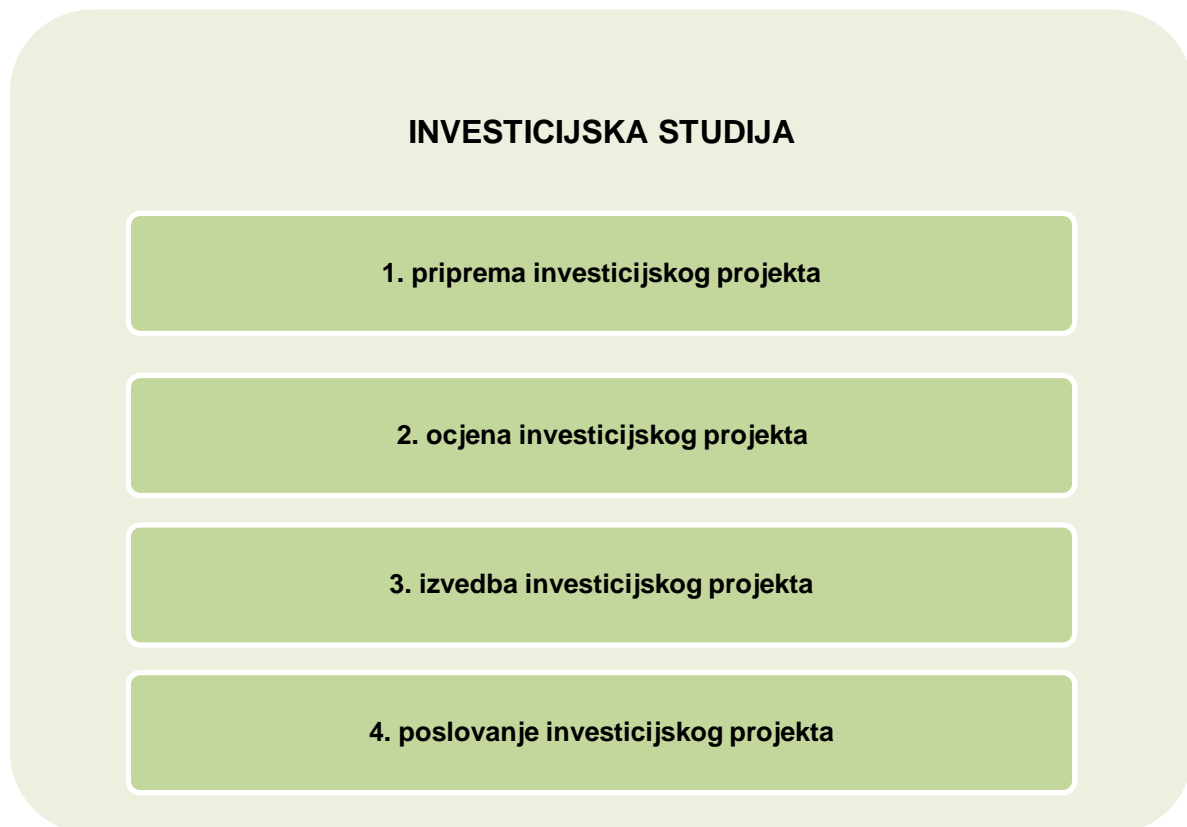 INVESTICIJSKA STUDIJA
1. priprema investicijskog projekta
2. ocjena investicijskog projekta
3. izvedba investicijskog projekta
4. poslovanje investicijskog projekta